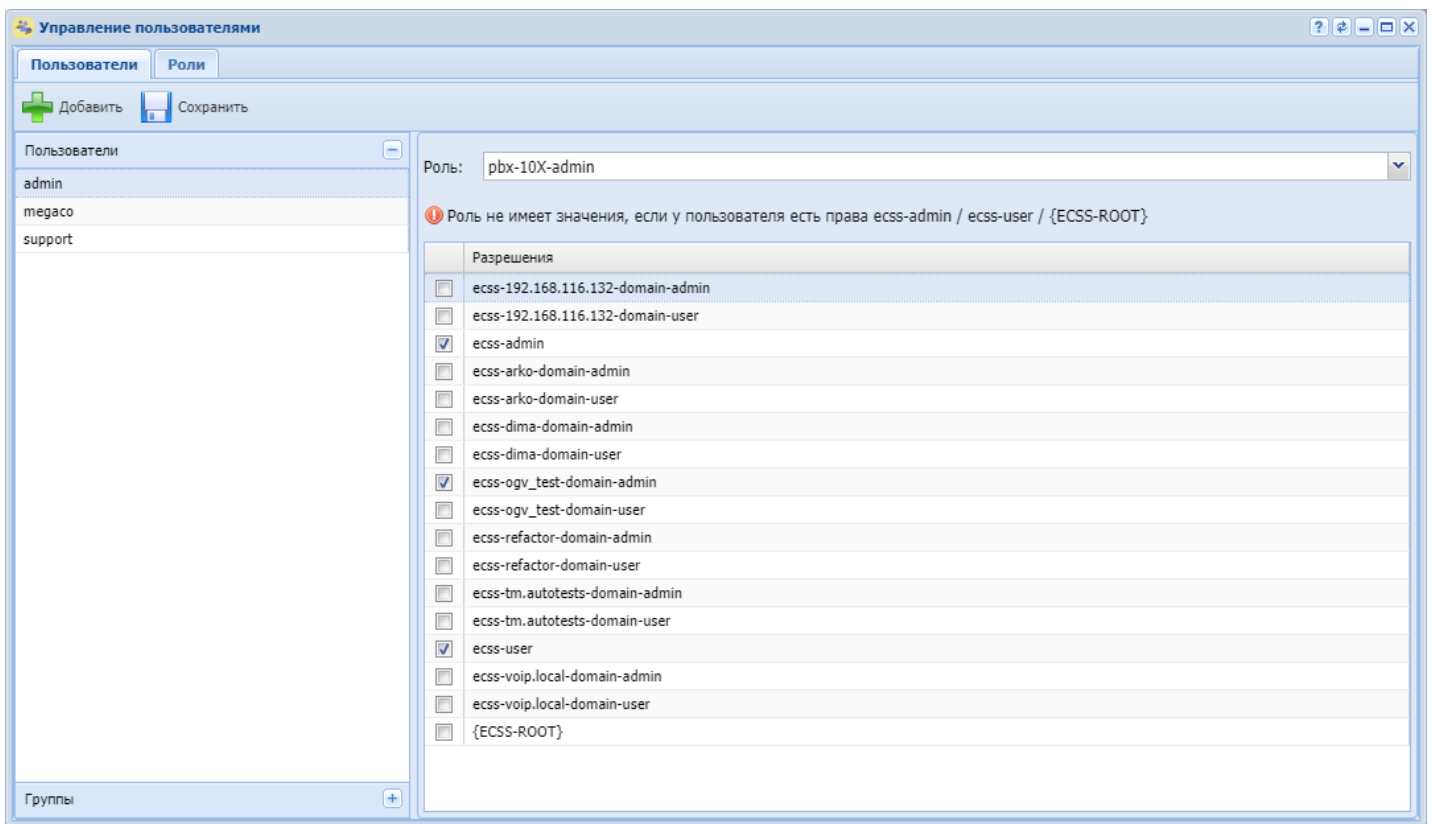 Управление пользователями
Пользователи Роли
Добавить Сохранить
Пользователи
admin
megaco
support
Группы
Роль: pbx-10X-admin
Роль не имеет значения, если у пользователя есть права ecss-admin / ecss-user / {ECSS-ROOT}
Разрешения
ecss-192.168.116.132-domain-admin
ecss-192.168.116.132-domain-user
ecss-admin
ecss-arko-domain-admin
ecss-arko-domain-user
ecss-dima-domain-admin
ecss-dima-domain-user
ecss-ogv_test-domain-admin
ecss-ogv_test-domain-user
ecss-refactor-domain-admin
ecss-refactor-domain-user
ecss-tm.autotests-domain-admin
ecss-tm.autotests-domain-user
ecss-user
ecss-voip.local-domain-admin
ecss-voip.local-domain-user
{ECSS-ROOT}